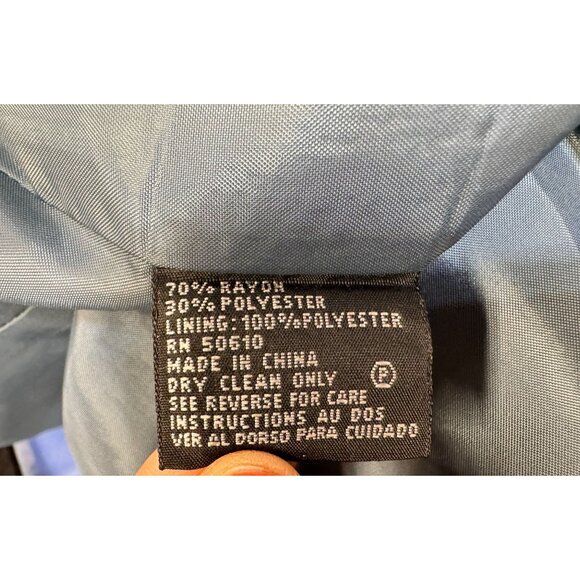 70% RAYON
30% POLYESTER
LINING: 100% POLYESTER
RN 50610
MADE IN CHINA
DRY CLEAN ONLY Ⓟ
SEE REVERSE FOR CARE
INSTRUCTIONS AU DOS
VER AL DORSO PARA CUIDADO